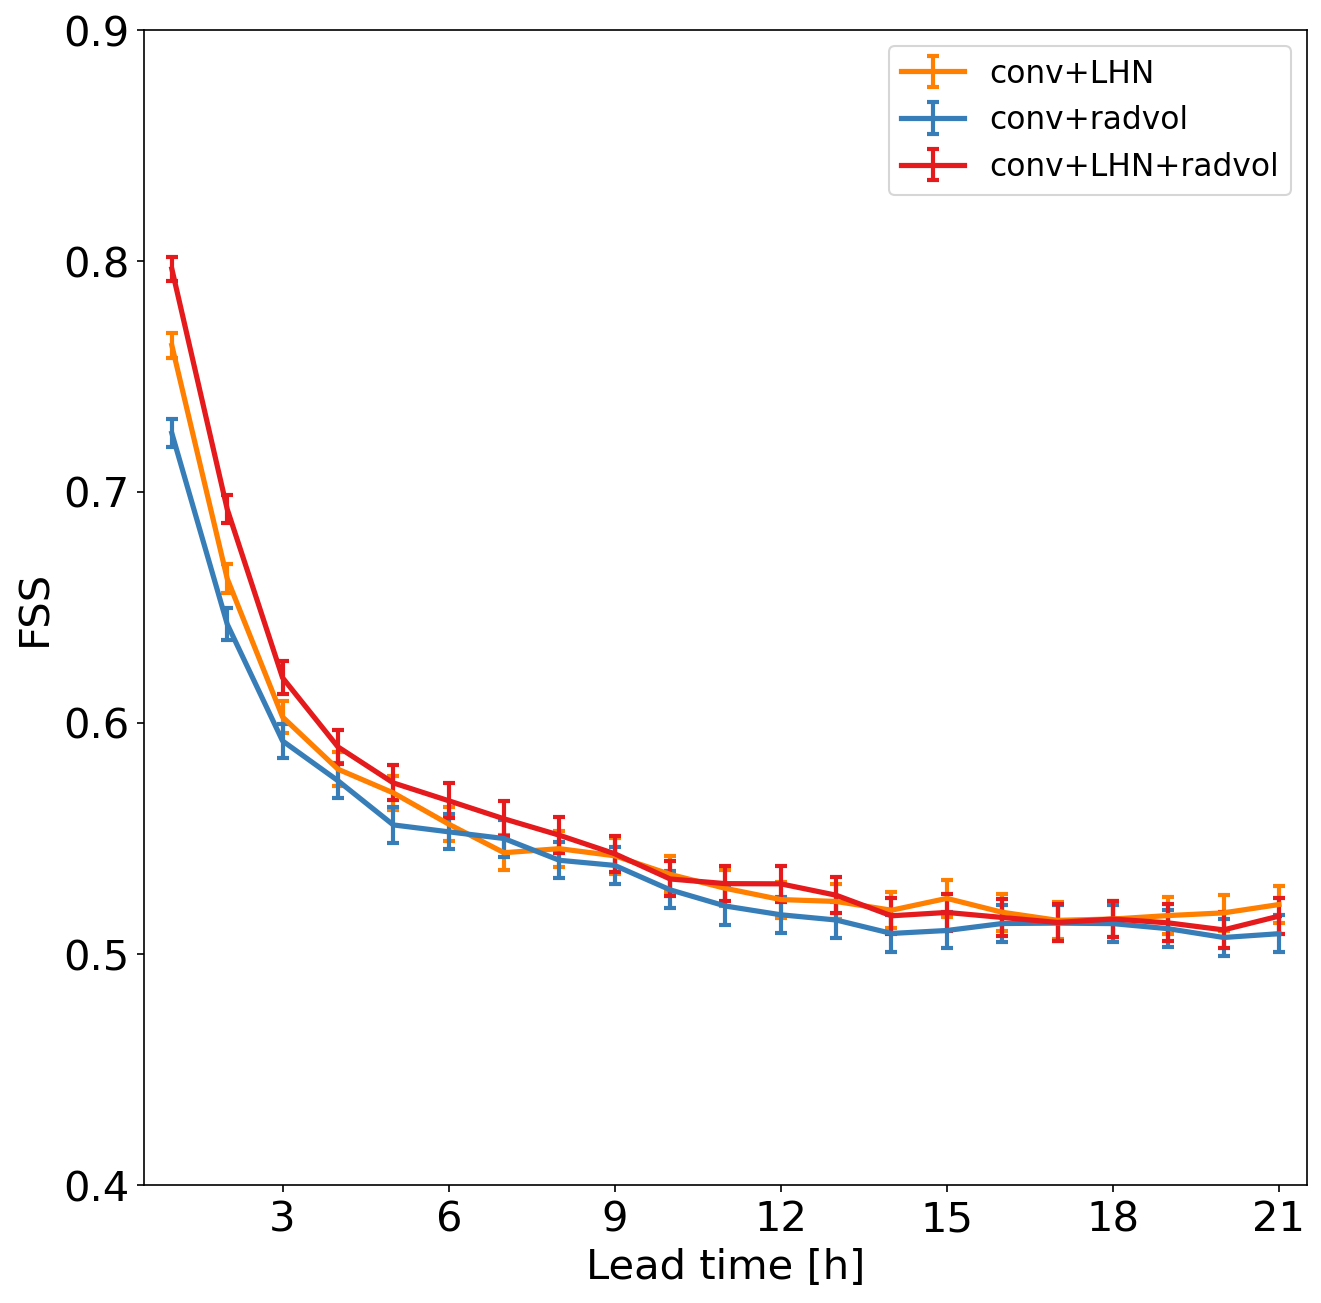 0.9
0.8
0.7
0.6
0.5
0.4
FSS
conv+LHN
conv+radvol
conv+LHN+radvol
3 6 9 12 15 18 21
Lead time [h]